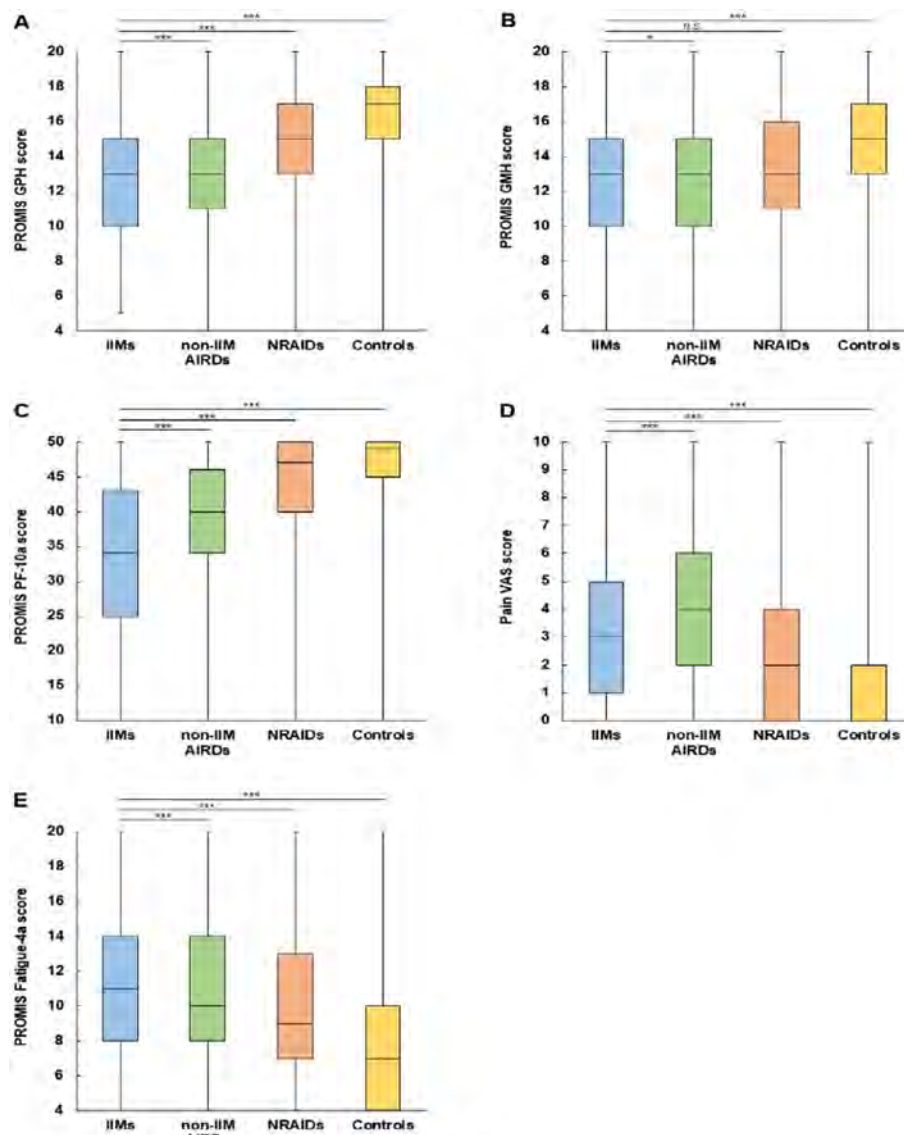 A
***
***
***
20
18
16
14
12
10
8
6
4
PROMIS GPH score
IIMs
non-IIM
AIRDs
NRAIDs
Controls
B
***
n.s.
*
20
18
16
14
12
10
8
6
4
PROMIS GMH score
IIMs
non-IIM
AIRDs
NRAIDs
Controls
C
***
***
***
50
45
40
35
30
25
20
15
10
PROMIS PF-10a score
IIMs
non-IIM
AIRDs
NRAIDs
Controls
D
***
***
***
10
9
8
7
6
5
4
3
2
1
0
Pain VAS score
IIMs
non-IIM
AIRDs
NRAIDs
Controls
E
***
***
***
20
18
16
14
12
10
8
6
4
PROMIS Fatigue-4a score
IIMs
non-IIM
NRAIDs
Controls